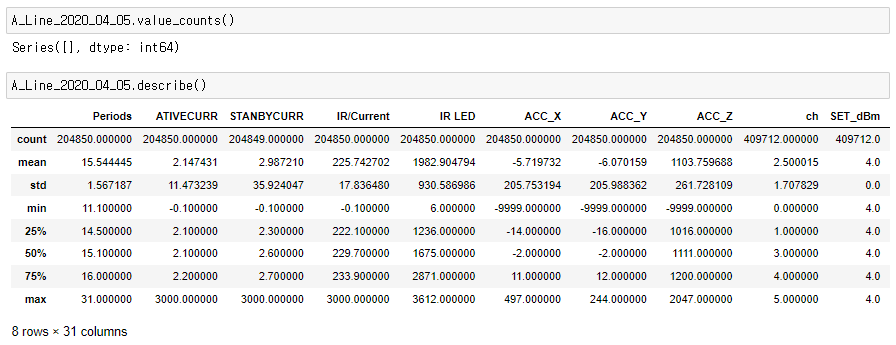 A_Line_2020_04_05.value_counts()
Series([], dtype: int64)
A_Line_2020_04_05.describe()
Periods ATIVECURR STANBYCURR IR/Current IR LED ACC_X ACC_Y ACC_Z ch SET_dBm
count 204850.000000 204850.000000 204849.000000 204850.000000 204850.000000 204850.000000 204850.000000 204850.000000 409712.000000 409712.0
mean 15.544445 2.147431 2.987210 225.742702 1982.904794 -5.719732 -6.070159 1103.759688 2.500015 4.0
std 1.567187 11.473239 35.924047 17.836480 930.586986 205.753194 205.988362 261.728109 1.707829 0.0
min 11.100000 -0.100000 -0.100000 -0.100000 6.000000 -9999.000000 -9999.000000 -9999.000000 0.000000 4.0
25% 14.500000 2.100000 2.300000 222.100000 1236.000000 -14.000000 -16.000000 1016.000000 1.000000 4.0
50% 15.100000 2.100000 2.600000 229.700000 1675.000000 -2.000000 -2.000000 1111.000000 3.000000 4.0
75% 16.000000 2.200000 2.700000 233.900000 2871.000000 11.000000 12.000000 1200.000000 4.000000 4.0
max 31.000000 3000.000000 3000.000000 3000.000000 3612.000000 497.000000 244.000000 2047.000000 5.000000 4.0
8 rows × 31 columns